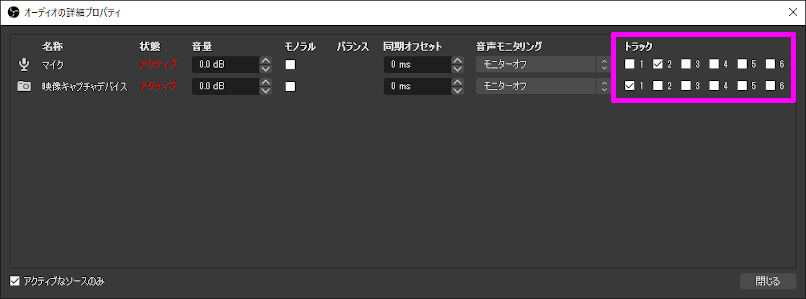 オーディオの詳細プロパティ
名称 状態 音量 モノラル バランス 同期オフセット 音声モニタリング トラック
マイク アクティブ 0.0 dB 0 ms モニターオフ 1 2 3 4 5 6
映像キャプチャデバイス アクティブ 0.0 dB 0 ms モニターオフ 1 2 3 4 5 6
アクティブなソースのみ 閉じる